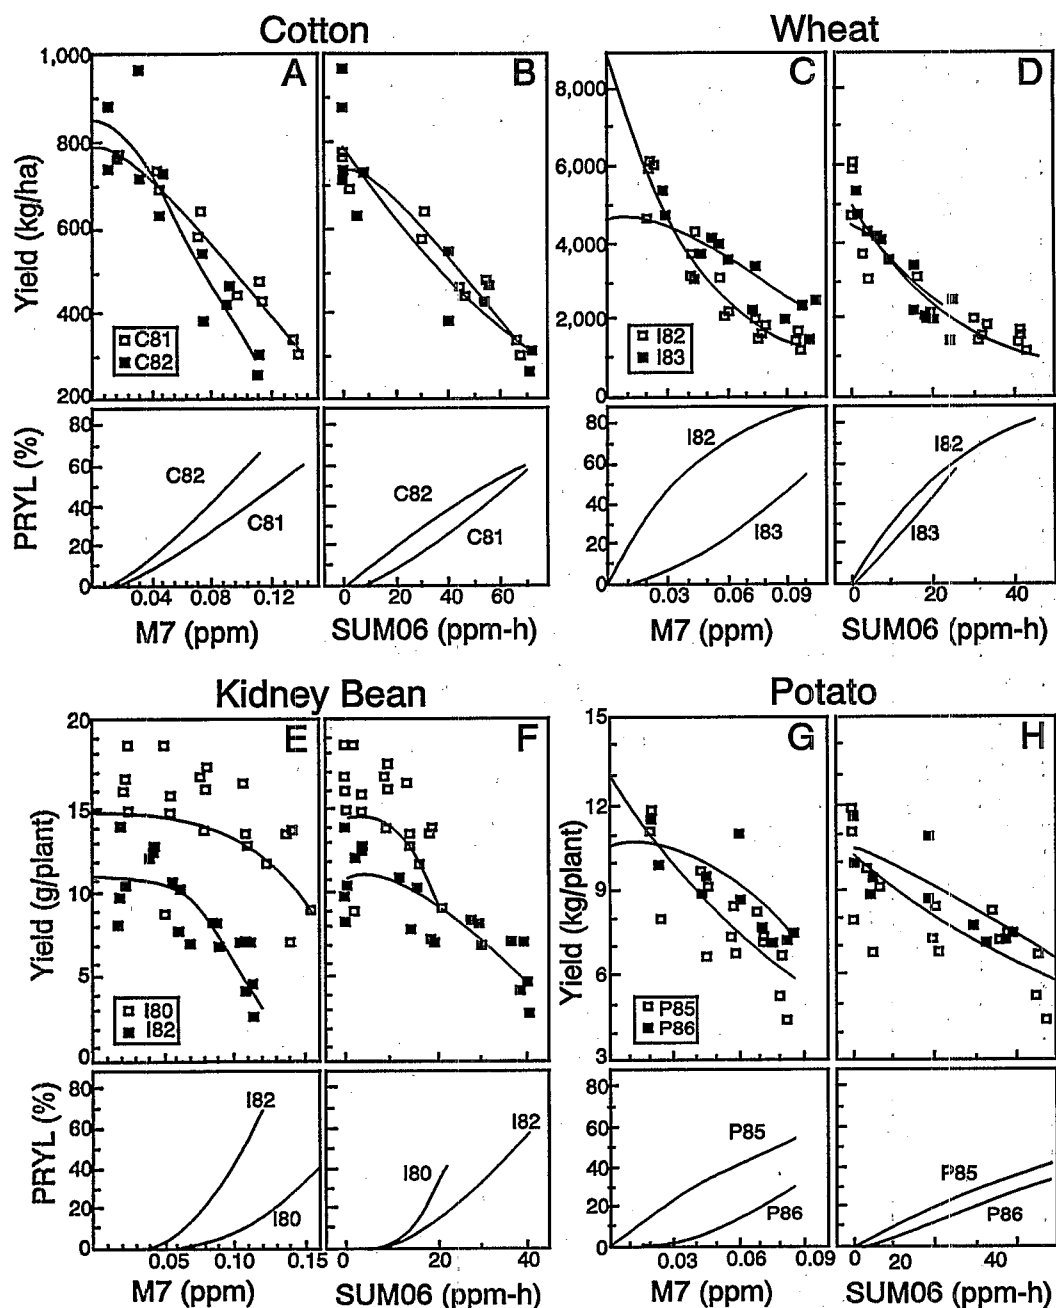 Cotton
Wheat
A
B
C
D
Yield (kg/ha)
1,000
800
600
400
200
C81
C82
8,000
6,000
4,000
2,000
0
I82
I83
PRYL (%)
80
60
40
20
0
C82
C81
C82
C81
80
60
40
20
0
I82
I83
I82
I83
0.04 0.08 0.12
0 20 40 60
0.03 0.06 0.09
0 20 40
M7 (ppm)
SUM06 (ppm-h)
M7 (ppm)
SUM06 (ppm-h)
Kidney Bean
Potato
E
F
G
H
Yield (g/plant)
20
15
10
5
0
I80
I82
Yield (kg/plant)
15
12
9
6
3
P85
P86
PRYL (%)
80
60
40
20
0
I82
I80
I80
I82
80
60
40
20
0
P85
P86
P85
P86
0.05 0.10 0.15
0 20 40
0.03 0.06 0.09
0 20 40
M7 (ppm)
SUM06 (ppm-h)
M7 (ppm)
SUM06 (ppm-h)